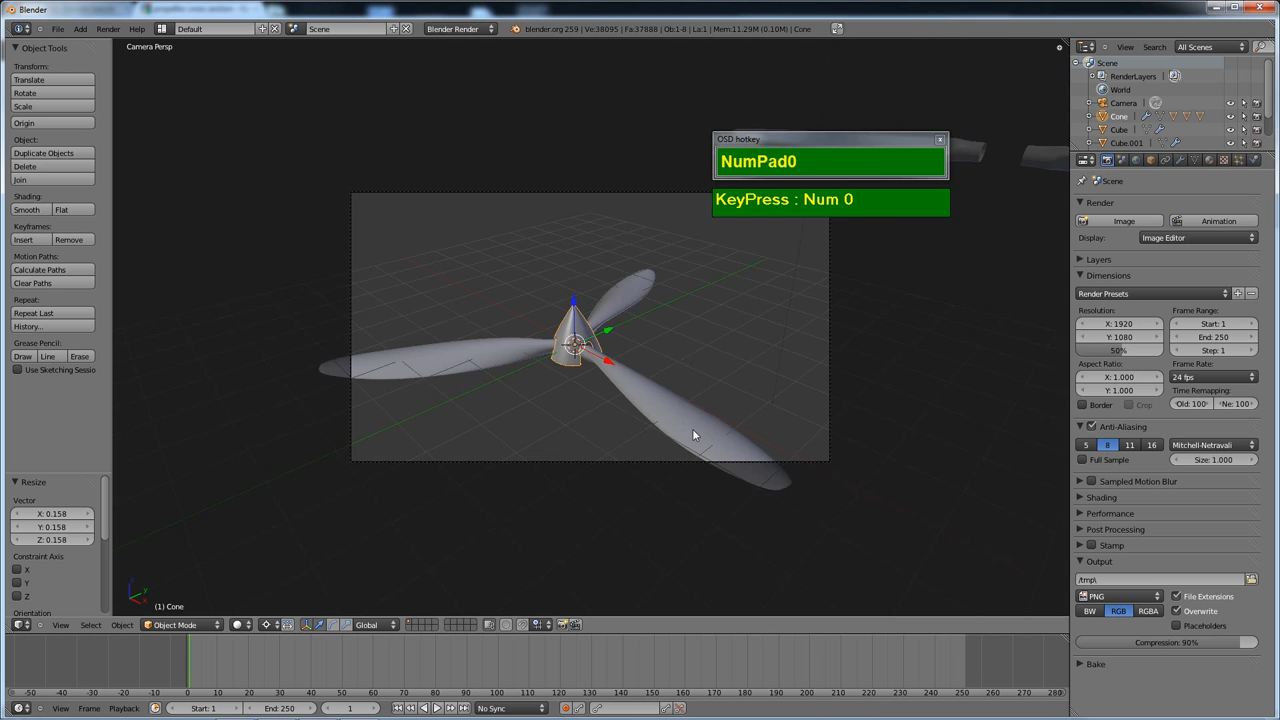 Blender
File Add Render Help Default Scene Blender Render blender.org 259 | Ve:38095 | Fa:37888 | Ob:1-8 | La:1 | Mem:11.29M (0.10M) | Cone
Object Tools
Transform:
Translate
Rotate
Scale
Origin
Object:
Duplicate Objects
Delete
Join
Shading:
Smooth Flat
Keyframes:
Insert Remove
Motion Paths:
Calculate Paths
Clear Paths
Repeat:
Repeat Last
History...
Grease Pencil:
Draw Line Erase
Use Sketching Sessio
Resize
Vector
X: 0.158
Y: 0.158
Z: 0.158
Constraint Axis
X
Y
Z
Orientation
Camera Persp
OSD hotkey
NumPad0
KeyPress : Num 0
(1) Cone
View Select Object Object Mode Global
-50 -40 -30 -20 -10 0 10 20 30 40 50 60 70 80 90 100 110 120 130 140 150 160 170 180 190 200 210 220 230 240 250 260 270 280
View Frame Playback Start: 1 End: 250 1 No Sync
View Search All Scenes
Scene
RenderLayers
World
Camera
Cone
Cube
Cube.001
Scene
Render
Image Animation
Display: Image Editor
Layers
Dimensions
Render Presets
Resolution: Frame Range:
X: 1920 Start: 1
Y: 1080 End: 250
50% Step: 1
Aspect Ratio: Frame Rate:
X: 1.000 24 fps
Y: 1.000 Time Remapping:
Border Crop Old: 100 Ne: 100
Anti-Aliasing
5 8 11 16 Mitchell-Netravali
Full Sample Size: 1.000
Sampled Motion Blur
Shading
Performance
Post Processing
Stamp
Output
/tmp\
PNG File Extensions
BW RGB RGBA Overwrite
Placeholders
Compression: 90%
Bake